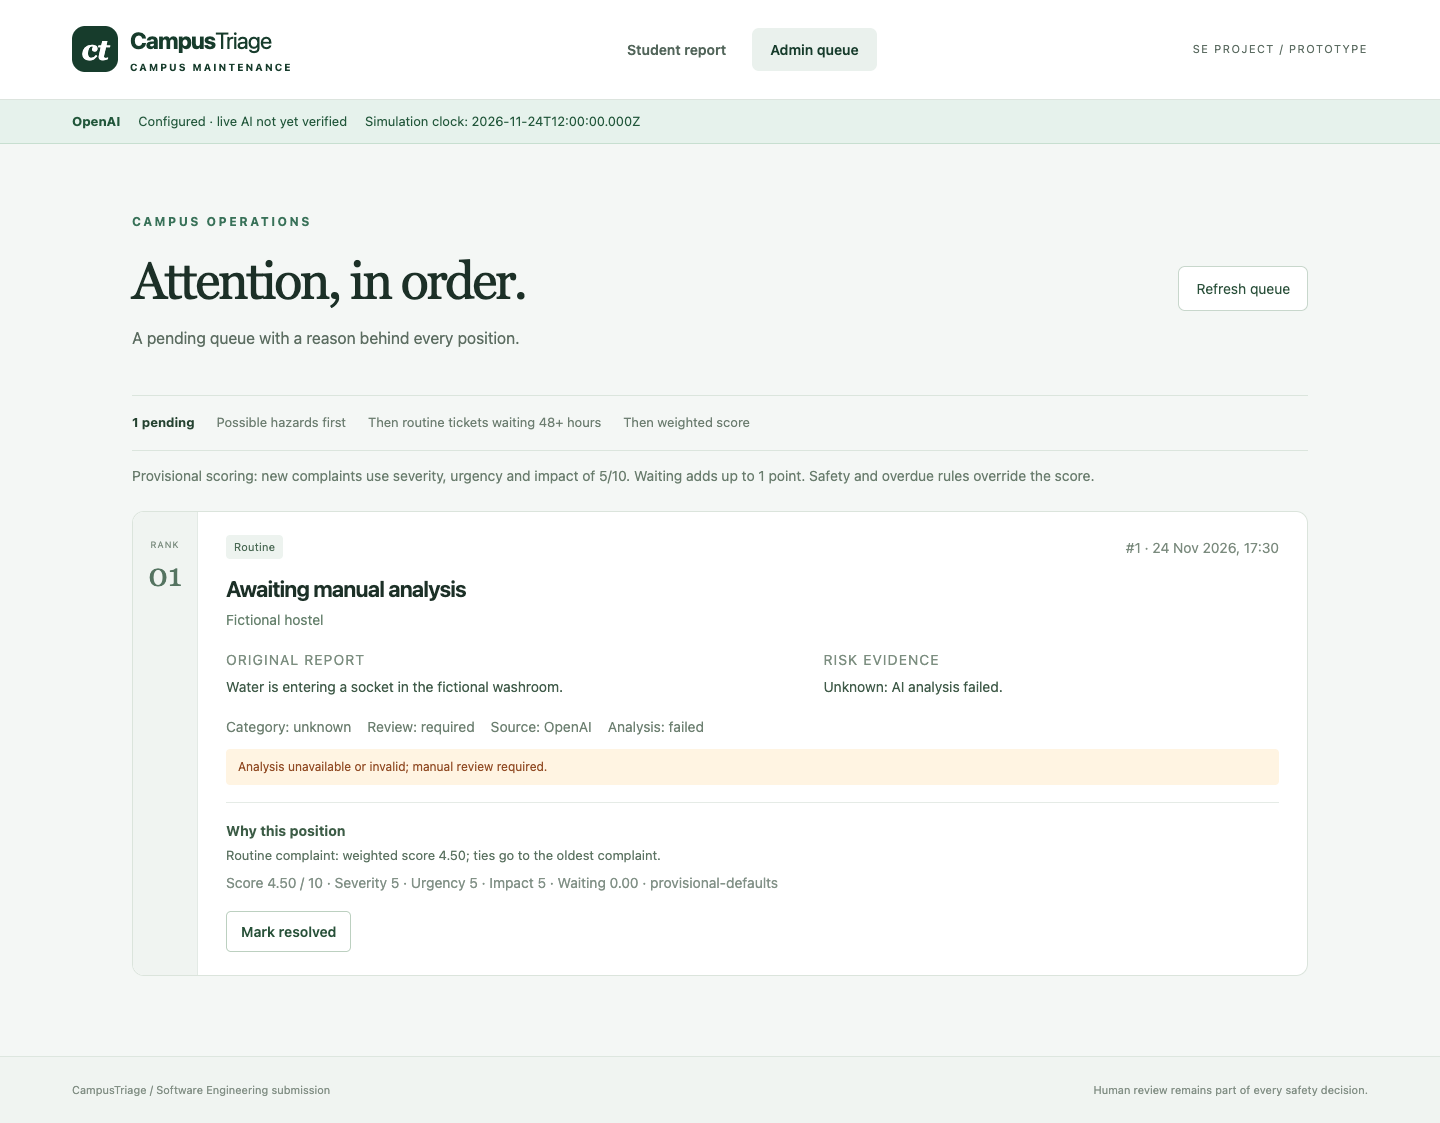 ct
CampusTriage
CAMPUS MAINTENANCE
Student report
Admin queue
SE PROJECT / PROTOTYPE
OpenAI Configured · live AI not yet verified Simulation clock: 2026-11-24T12:00:00.000Z
CAMPUS OPERATIONS
Attention, in order.
Refresh queue
A pending queue with a reason behind every position.
1 pending Possible hazards first Then routine tickets waiting 48+ hours Then weighted score
Provisional scoring: new complaints use severity, urgency and impact of 5/10. Waiting adds up to 1 point. Safety and overdue rules override the score.
RANK
01
Routine
#1 · 24 Nov 2026, 17:30
Awaiting manual analysis
Fictional hostel
ORIGINAL REPORT
Water is entering a socket in the fictional washroom.
RISK EVIDENCE
Unknown: AI analysis failed.
Category: unknown Review: required Source: OpenAI Analysis: failed
Analysis unavailable or invalid; manual review required.
Why this position
Routine complaint: weighted score 4.50; ties go to the oldest complaint.
Score 4.50 / 10 · Severity 5 · Urgency 5 · Impact 5 · Waiting 0.00 · provisional-defaults
Mark resolved
CampusTriage / Software Engineering submission
Human review remains part of every safety decision.